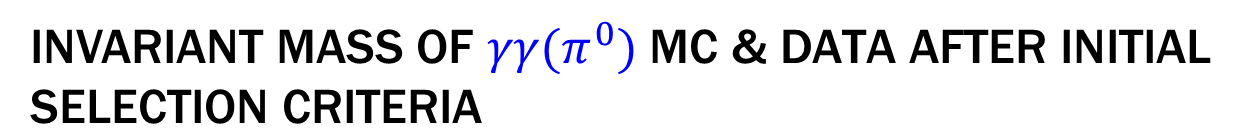 INVARIANT MASS OF γγ(π⁰) MC & DATA AFTER INITIAL
SELECTION CRITERIA